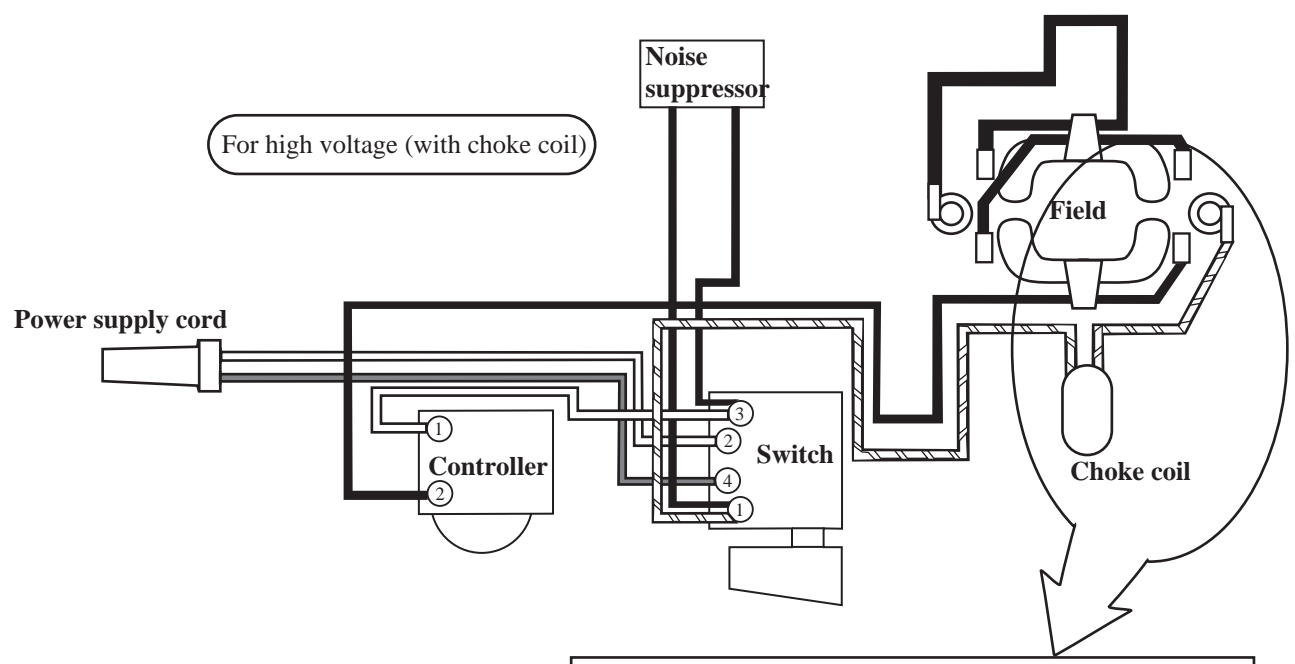 Noise
suppressor
For high voltage (with choke coil)
Field
Power supply cord
3
1
2
Switch
Controller
Choke coil
4
2
1